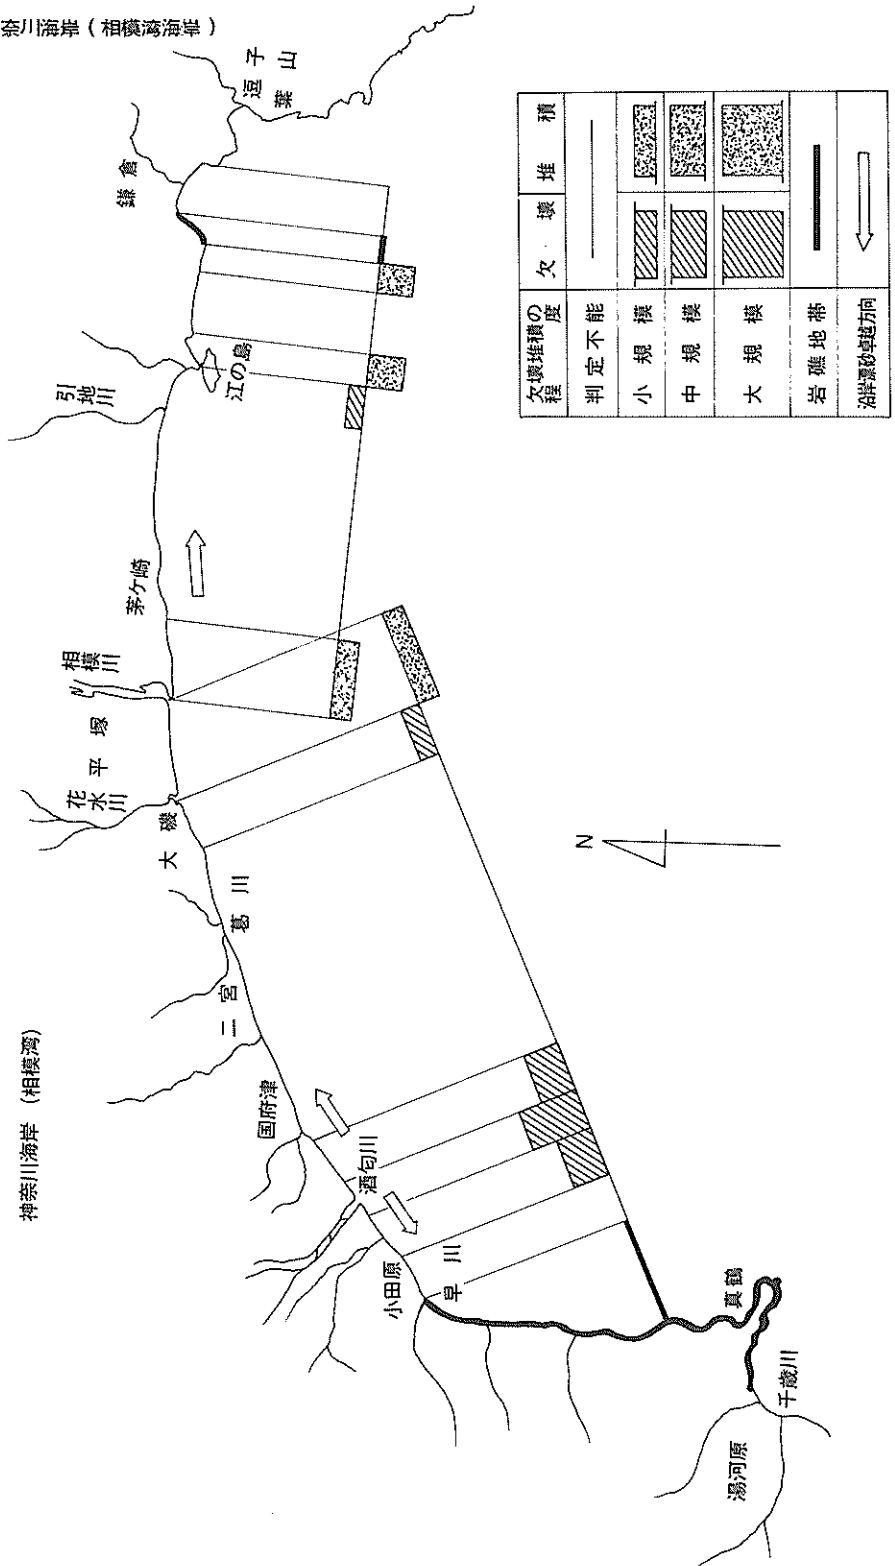 奈川海岸（相模湾海岸）
神奈川海岸（相模湾）
逗子
葉山
鎌倉
江の島
引地川
茅ケ崎
相模川
平塚
花水川
大磯
葛川
二宮
国府津
酒匂川
小田原
早川
真鶴
千歳川
湯河原
N
欠壊堆積の程度
欠・壊
堆積
判定不能
小規模
中規模
大規模
岩礁地帯
沿岸漂砂卓越方向